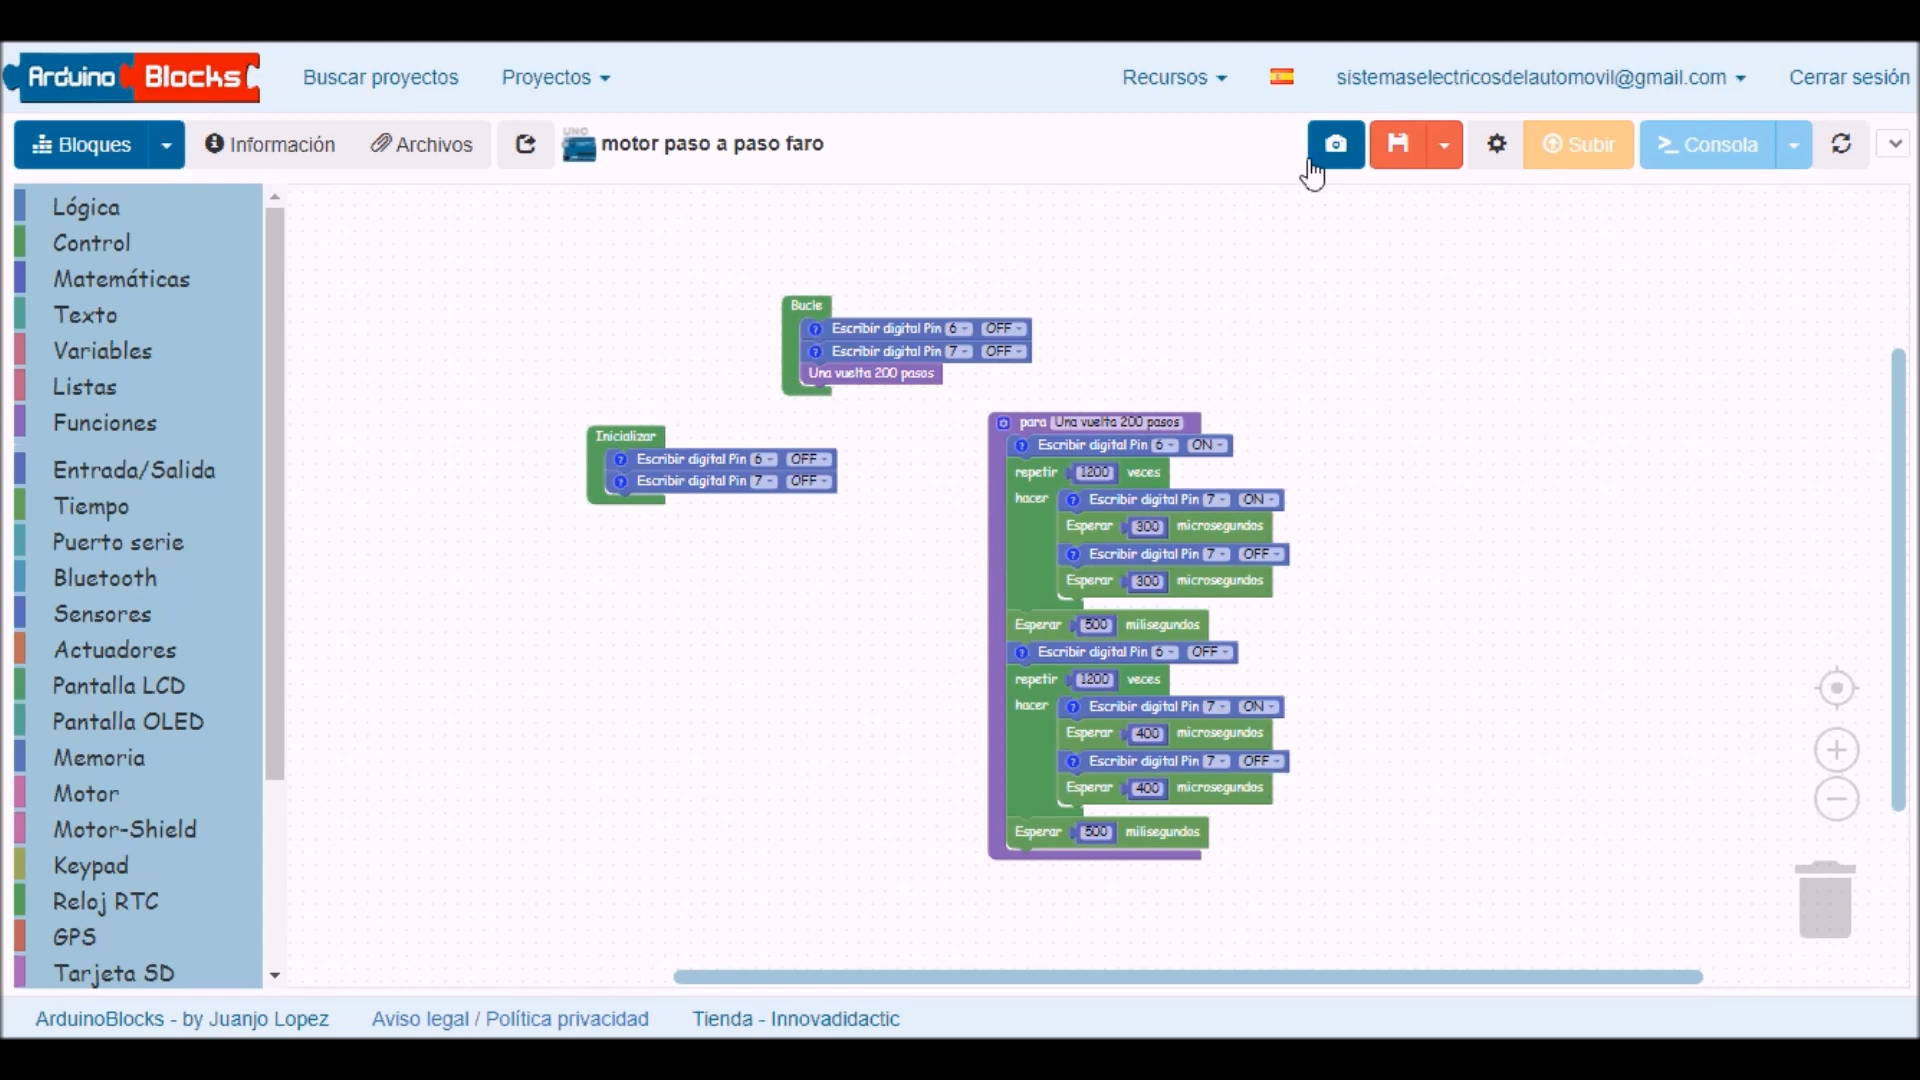 Arduino Blocks Buscar proyectos Proyectos Recursos sistemaselectricosdelautomovil@gmail.com Cerrar sesión
Bloques Información Archivos UNO motor paso a paso faro Subir Consola
Lógica
Control
Matemáticas
Texto
Variables
Listas
Funciones
Entrada/Salida
Tiempo
Puerto serie
Bluetooth
Sensores
Actuadores
Pantalla LCD
Pantalla OLED
Memoria
Motor
Motor-Shield
Keypad
Reloj RTC
GPS
Tarjeta SD
Bucle
Escribir digital Pin 6 OFF
Escribir digital Pin 7 OFF
Una vuelta 200 pasos
Inicializar
Escribir digital Pin 6 OFF
Escribir digital Pin 7 OFF
para Una vuelta 200 pasos
Escribir digital Pin 6 ON
repetir 1200 veces
hacer Escribir digital Pin 7 ON
Esperar 300 microsegundos
Escribir digital Pin 7 OFF
Esperar 300 microsegundos
Esperar 500 milisegundos
Escribir digital Pin 6 OFF
repetir 1200 veces
hacer Escribir digital Pin 7 ON
Esperar 400 microsegundos
Escribir digital Pin 7 OFF
Esperar 400 microsegundos
Esperar 500 milisegundos
ArduinoBlocks - by Juanjo Lopez Aviso legal / Política privacidad Tienda - Innovadidactic